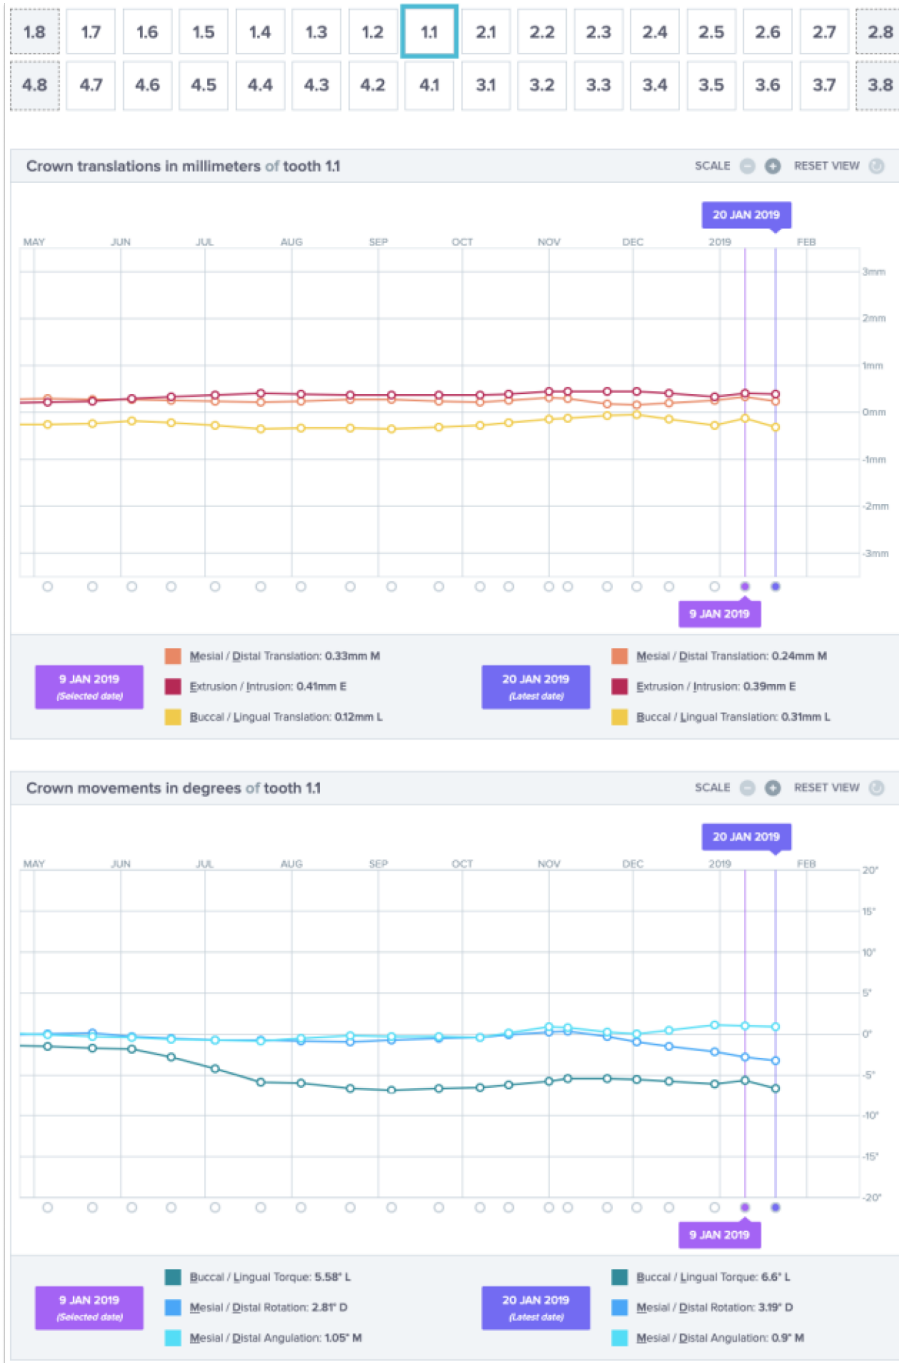 1.8 1.7 1.6 1.5 1.4 1.3 1.2 1.1 2.1 2.2 2.3 2.4 2.5 2.6 2.7 2.8
4.8 4.7 4.6 4.5 4.4 4.3 4.2 4.1 3.1 3.2 3.3 3.4 3.5 3.6 3.7 3.8
Crown translations in millimeters of tooth 1.1 SCALE − + RESET VIEW
20 JAN 2019
MAY JUN JUL AUG SEP OCT NOV DEC 2019 FEB
3mm
2mm
1mm
0mm
-1mm
-2mm
-3mm
9 JAN 2019
9 JAN 2019
(Selected date)
Mesial / Distal Translation: 0.33mm M
Extrusion / Intrusion: 0.41mm E
Buccal / Lingual Translation: 0.12mm L
20 JAN 2019
(Latest date)
Mesial / Distal Translation: 0.24mm M
Extrusion / Intrusion: 0.39mm E
Buccal / Lingual Translation: 0.31mm L
Crown movements in degrees of tooth 1.1 SCALE − + RESET VIEW
20 JAN 2019
MAY JUN JUL AUG SEP OCT NOV DEC 2019 FEB
20°
15°
10°
5°
0°
-5°
-10°
-15°
-20°
9 JAN 2019
9 JAN 2019
(Selected date)
Buccal / Lingual Torque: 5.58° L
Mesial / Distal Rotation: 2.81° D
Mesial / Distal Angulation: 1.05° M
20 JAN 2019
(Latest date)
Buccal / Lingual Torque: 6.6° L
Mesial / Distal Rotation: 3.19° D
Mesial / Distal Angulation: 0.9° M